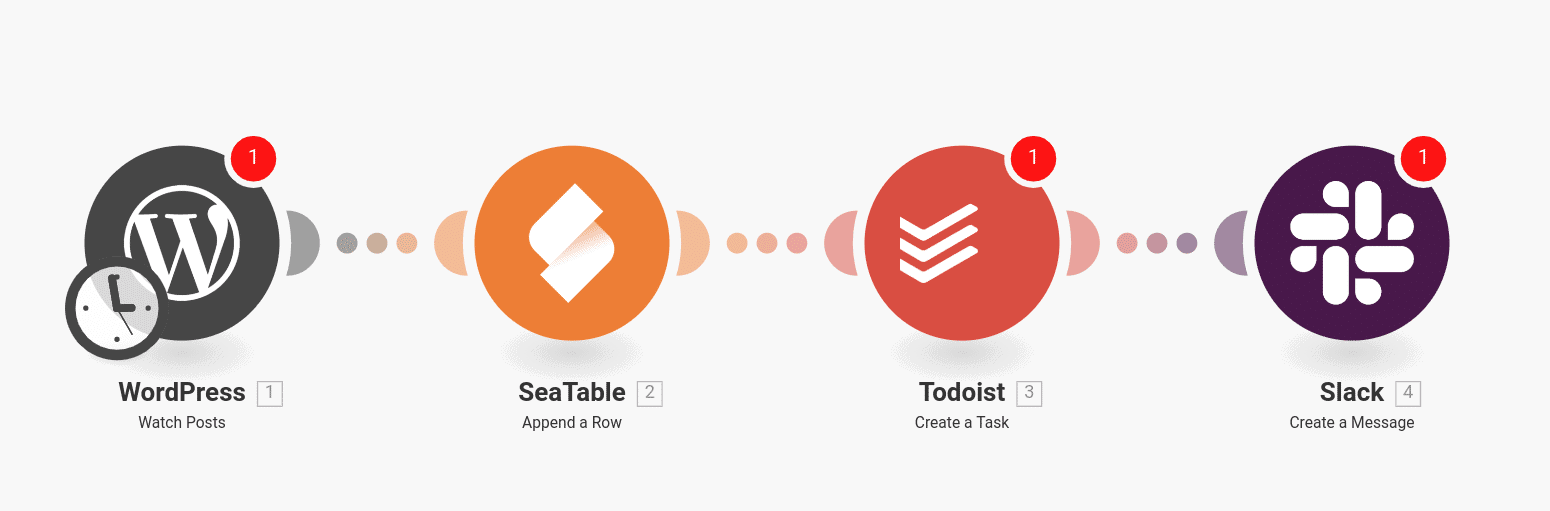 1
1
1
WordPress 1
Watch Posts
SeaTable 2
Append a Row
Todoist 3
Create a Task
Slack 4
Create a Message